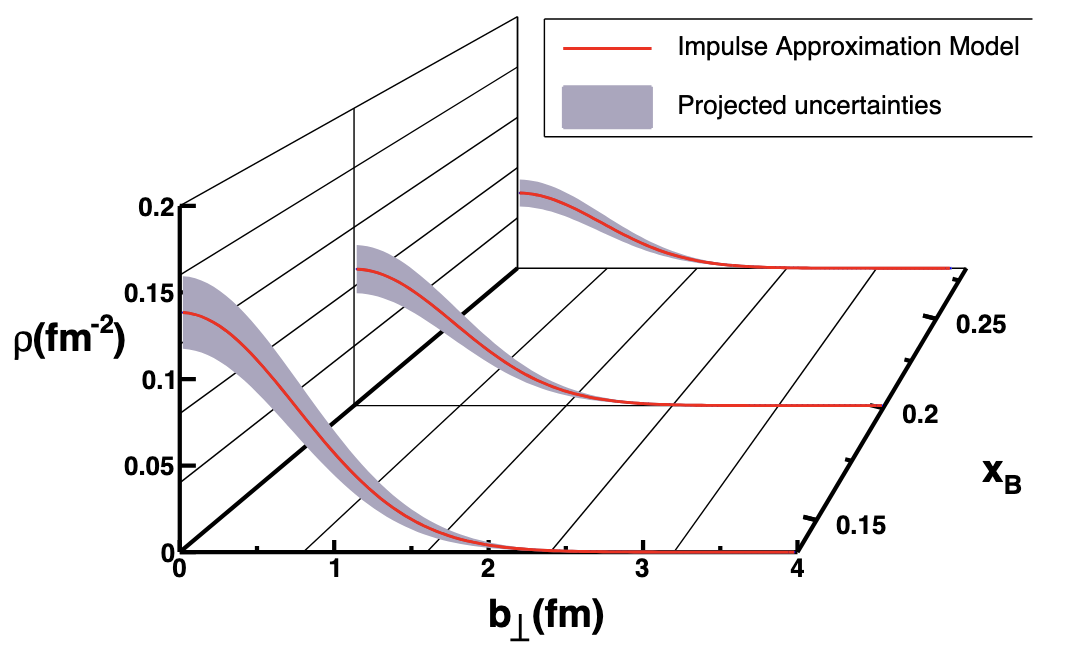 Impulse Approximation Model
Projected uncertainties
0.2
0.15
ρ(fm⁻²)
0.1
0.05
0
0 1 2 3 4
b⊥(fm)
0.25
0.2
x_B
0.15